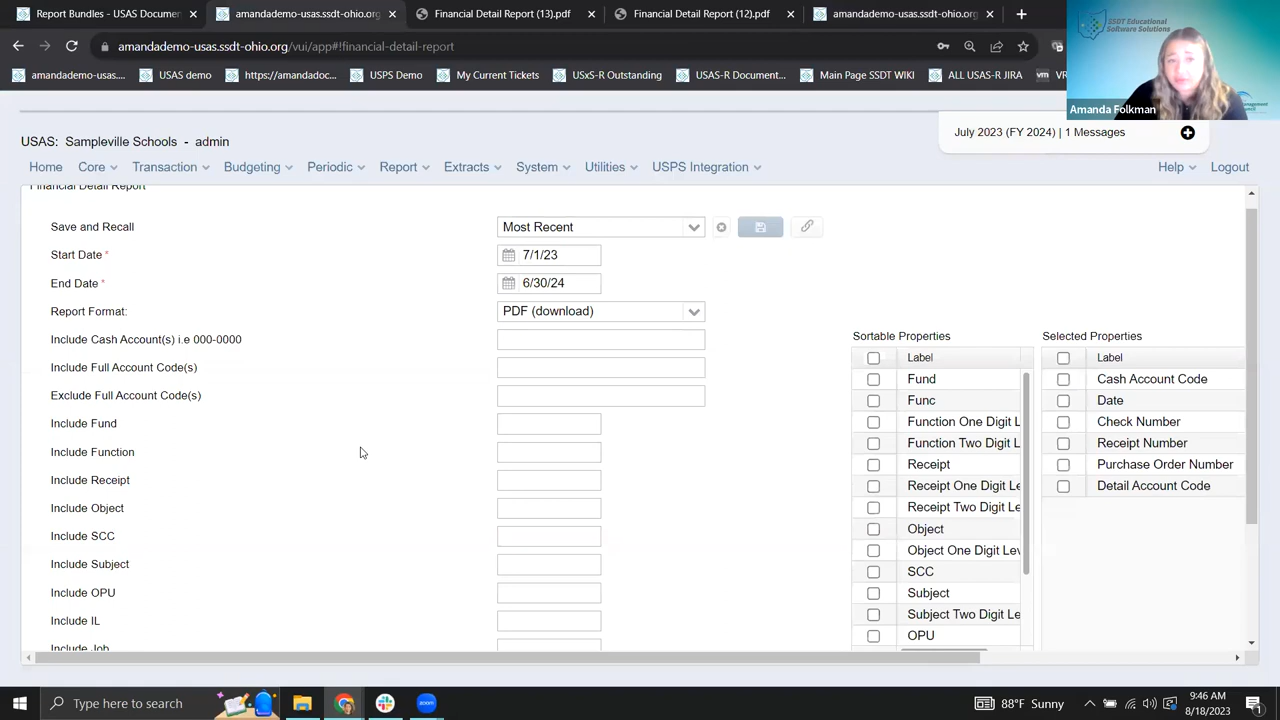 Report Bundles - USAS Documen
amandademo-usas.ssdt-ohio.org
Financial Detail Report (13).pdf
Financial Detail Report (12).pdf
amandademo-usas.ssdt-ohio.org
amandademo-usas.ssdt-ohio.org/vui/app#!financial-detail-report
amandademo-usas....
USAS demo
https://amandadoc...
USPS Demo
My Current Tickets
USxS-R Outstanding
USAS-R Document...
Main Page SSDT WIKI
ALL USAS-R JIRA
SSDT Educational
Software Solutions
Amanda Folkman
USAS: Sampleville Schools - admin
July 2023 (FY 2024) | 1 Messages
Home
Core
Transaction
Budgeting
Periodic
Report
Extracts
System
Utilities
USPS Integration
Help
Logout
Financial Detail Report
Save and Recall
Most Recent
Start Date *
7/1/23
End Date *
6/30/24
Report Format:
PDF (download)
Include Cash Account(s) i.e 000-0000
Include Full Account Code(s)
Exclude Full Account Code(s)
Include Fund
Include Function
Include Receipt
Include Object
Include SCC
Include Subject
Include OPU
Include IL
Include Job
Sortable Properties
Label
Fund
Func
Function One Digit L
Function Two Digit L
Receipt
Receipt One Digit Le
Receipt Two Digit Le
Object
Object One Digit Lev
SCC
Subject
Subject Two Digit Le
OPU
Selected Properties
Label
Cash Account Code
Date
Check Number
Receipt Number
Purchase Order Number
Detail Account Code
Type here to search
88°F Sunny
9:46 AM
8/18/2023
1